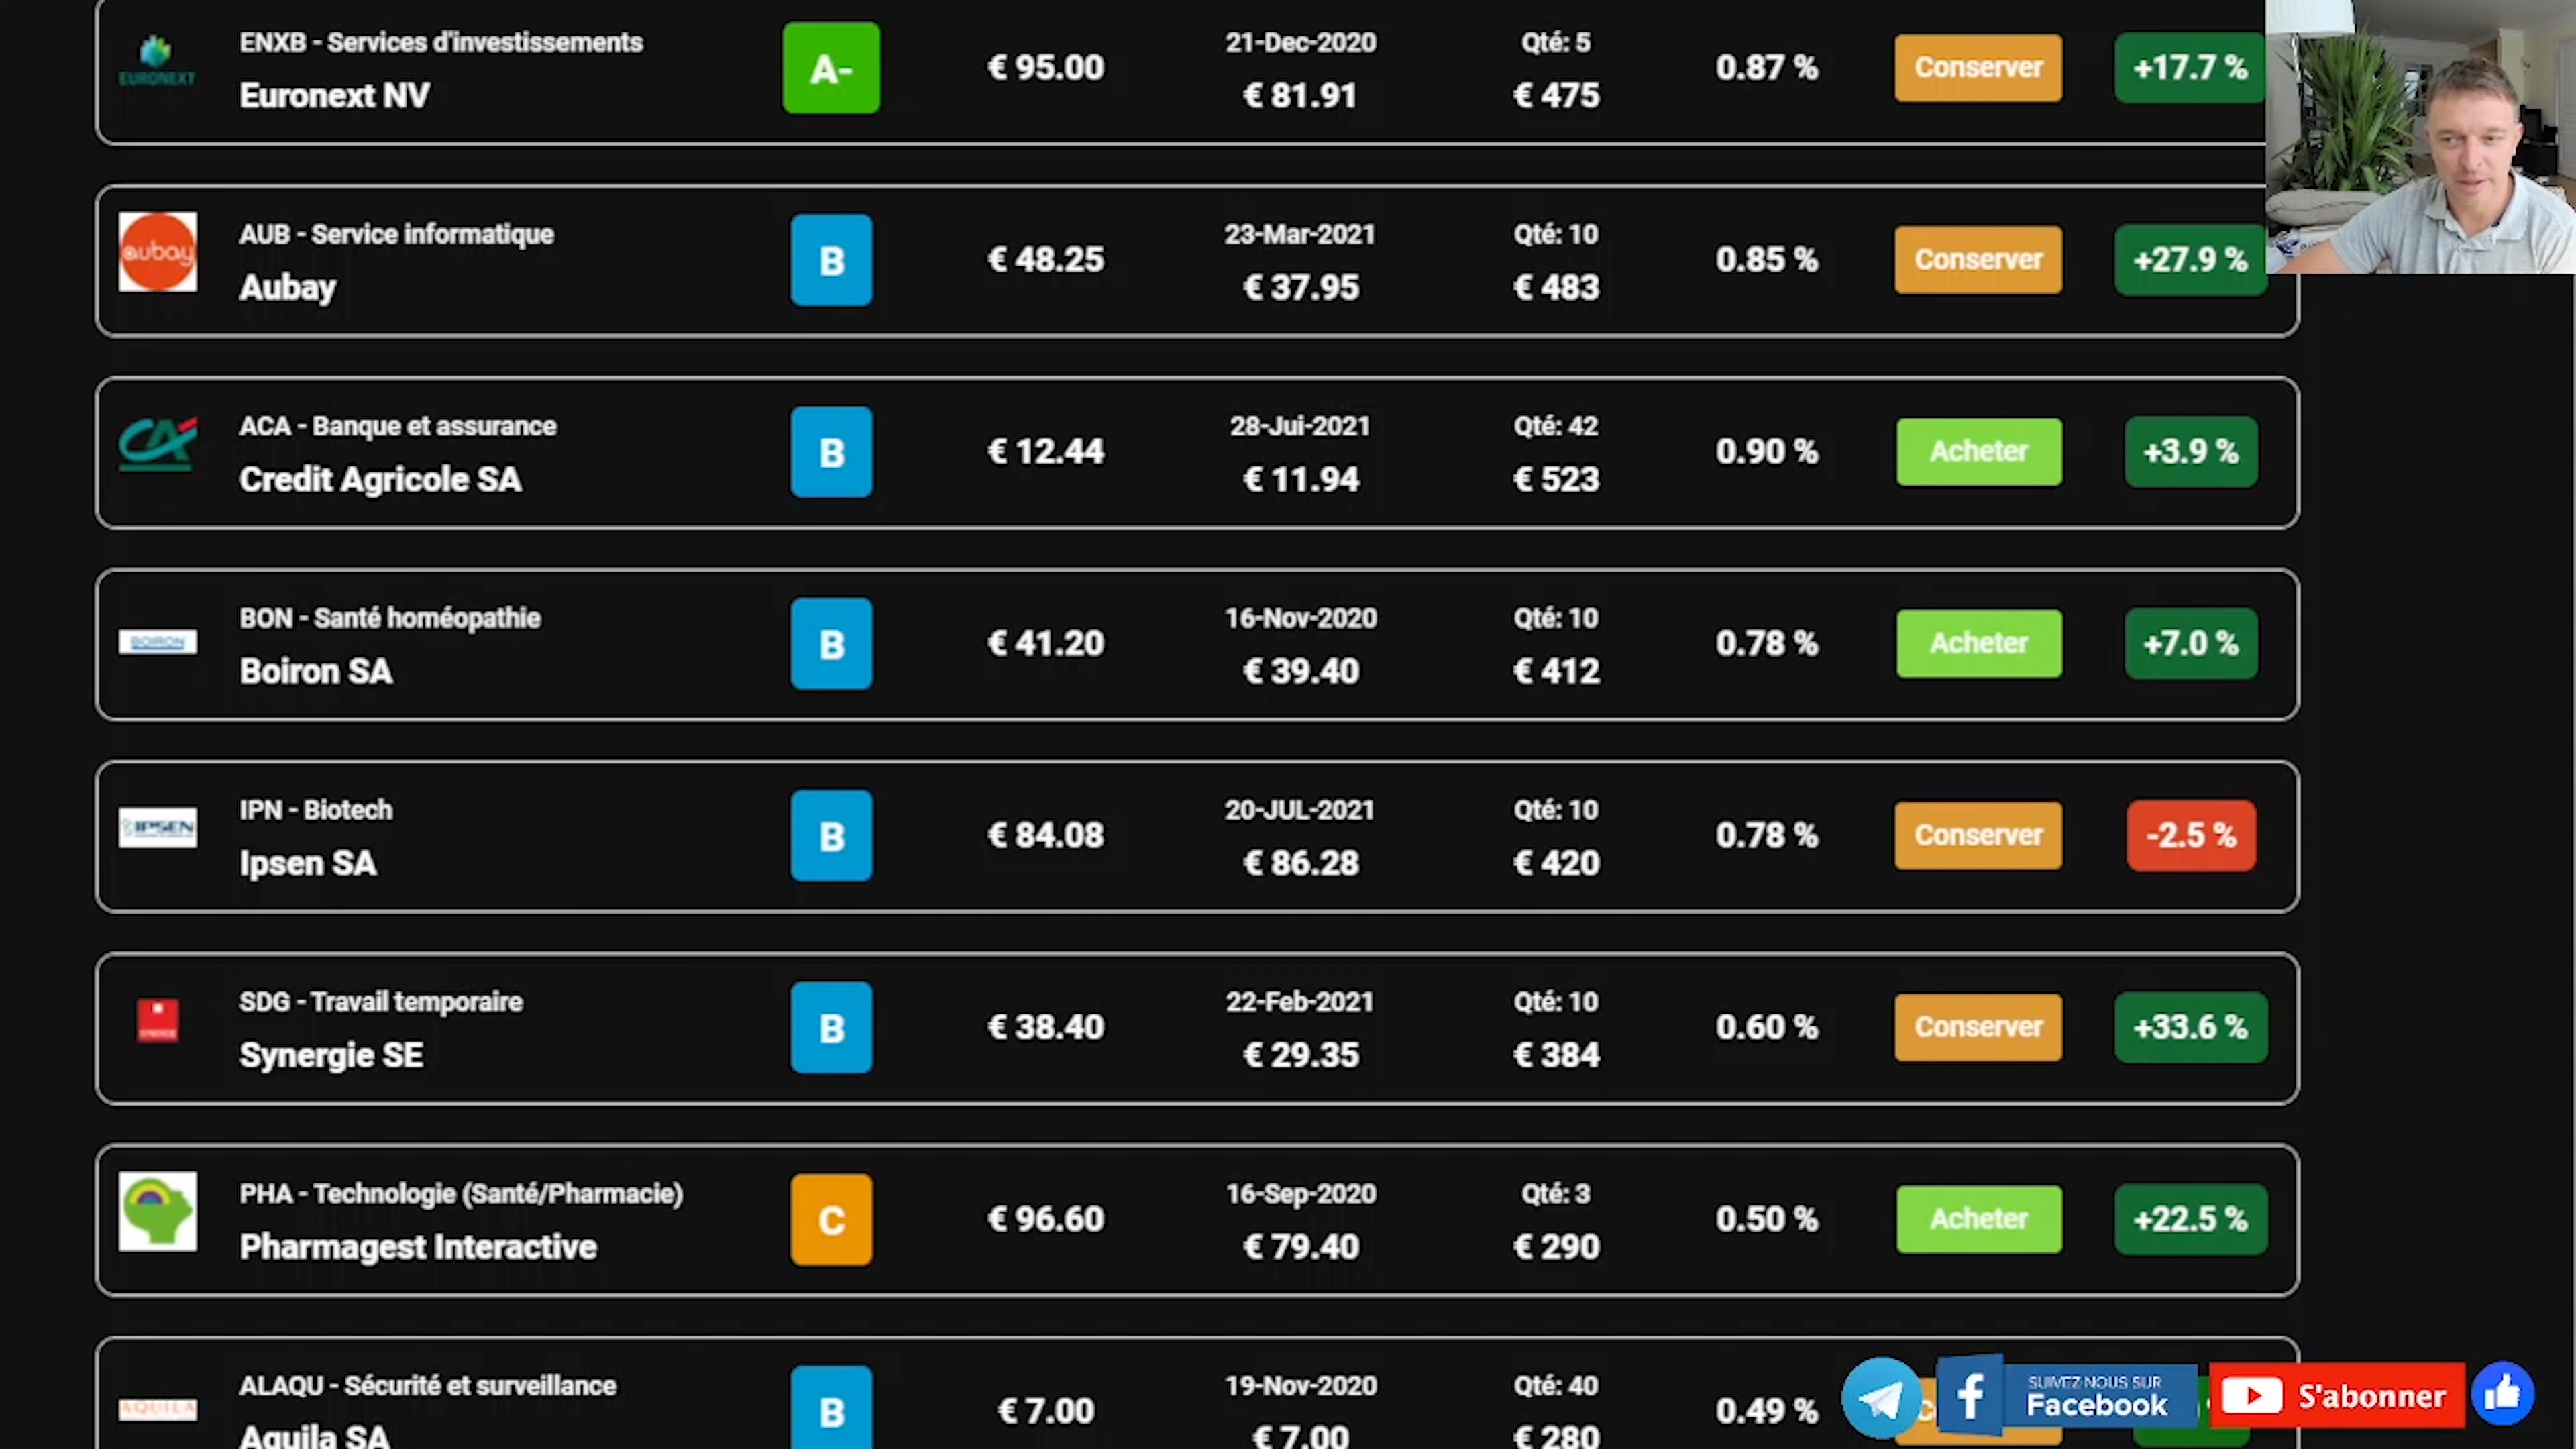 EURONEXT
ENXB - Services d'investissements
Euronext NV
A-
€ 95.00
21-Dec-2020
€ 81.91
Qté: 5
€ 475
0.87 %
Conserver
+17.7 %
aubay
AUB - Service informatique
Aubay
B
€ 48.25
23-Mar-2021
€ 37.95
Qté: 10
€ 483
0.85 %
Conserver
+27.9 %
CA
ACA - Banque et assurance
Credit Agricole SA
B
€ 12.44
28-Jui-2021
€ 11.94
Qté: 42
€ 523
0.90 %
Acheter
+3.9 %
BOIRON
BON - Santé homéopathie
Boiron SA
B
€ 41.20
16-Nov-2020
€ 39.40
Qté: 10
€ 412
0.78 %
Acheter
+7.0 %
IPSEN
IPN - Biotech
Ipsen SA
B
€ 84.08
20-JUL-2021
€ 86.28
Qté: 10
€ 420
0.78 %
Conserver
-2.5 %
SDG - Travail temporaire
Synergie SE
B
€ 38.40
22-Feb-2021
€ 29.35
Qté: 10
€ 384
0.60 %
Conserver
+33.6 %
PHA - Technologie (Santé/Pharmacie)
Pharmagest Interactive
C
€ 96.60
16-Sep-2020
€ 79.40
Qté: 3
€ 290
0.50 %
Acheter
+22.5 %
AQUILA
ALAQU - Sécurité et surveillance
Aquila SA
B
€ 7.00
19-Nov-2020
€ 7.00
Qté: 40
€ 280
0.49 %
f
SUIVEZ-NOUS SUR
Facebook
S'abonner